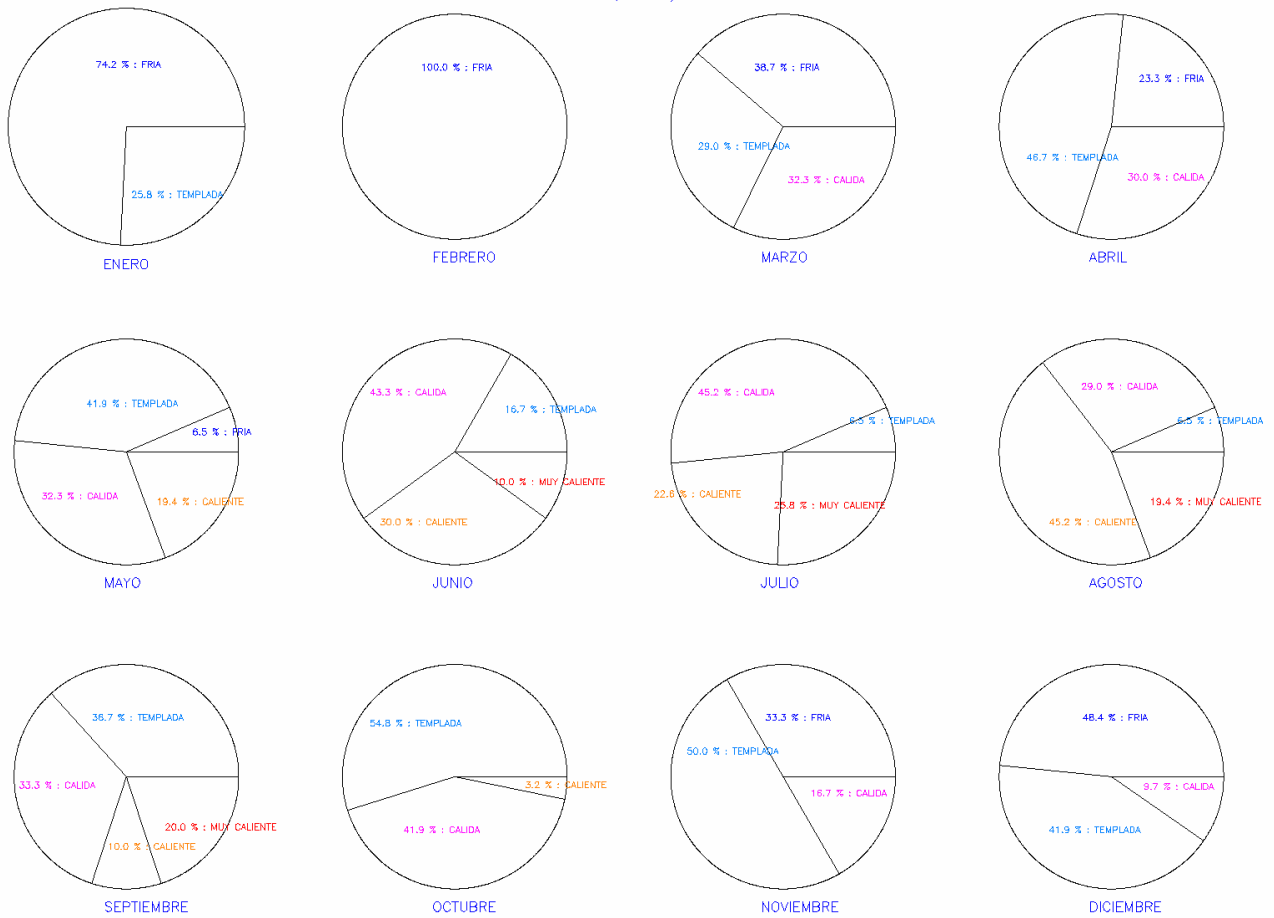 74.2 % : FRIA
25.8 % : TEMPLADA
ENERO
100.0 % : FRIA
FEBRERO
38.7 % : FRIA
29.0 % : TEMPLADA
32.3 % : CALIDA
MARZO
23.3 % : FRIA
46.7 % : TEMPLADA
30.0 % : CALIDA
ABRIL
41.9 % : TEMPLADA
6.5 % : FRIA
32.3 % : CALIDA
19.4 % : CALIENTE
MAYO
43.3 % : CALIDA
16.7 % : TEMPLADA
10.0 % : MUY CALIENTE
30.0 % : CALIENTE
JUNIO
45.2 % : CALIDA
6.5 % : TEMPLADA
22.6 % : CALIENTE
25.8 % : MUY CALIENTE
JULIO
29.0 % : CALIDA
6.5 % : TEMPLADA
45.2 % : CALIENTE
19.4 % : MUY CALIENTE
AGOSTO
36.7 % : TEMPLADA
33.3 % : CALIDA
20.0 % : MUY CALIENTE
10.0 % : CALIENTE
SEPTIEMBRE
54.8 % : TEMPLADA
3.2 % : CALIENTE
41.9 % : CALIDA
OCTUBRE
33.3 % : FRIA
50.0 % : TEMPLADA
16.7 % : CALIDA
NOVIEMBRE
48.4 % : FRIA
9.7 % : CALIDA
41.9 % : TEMPLADA
DICIEMBRE